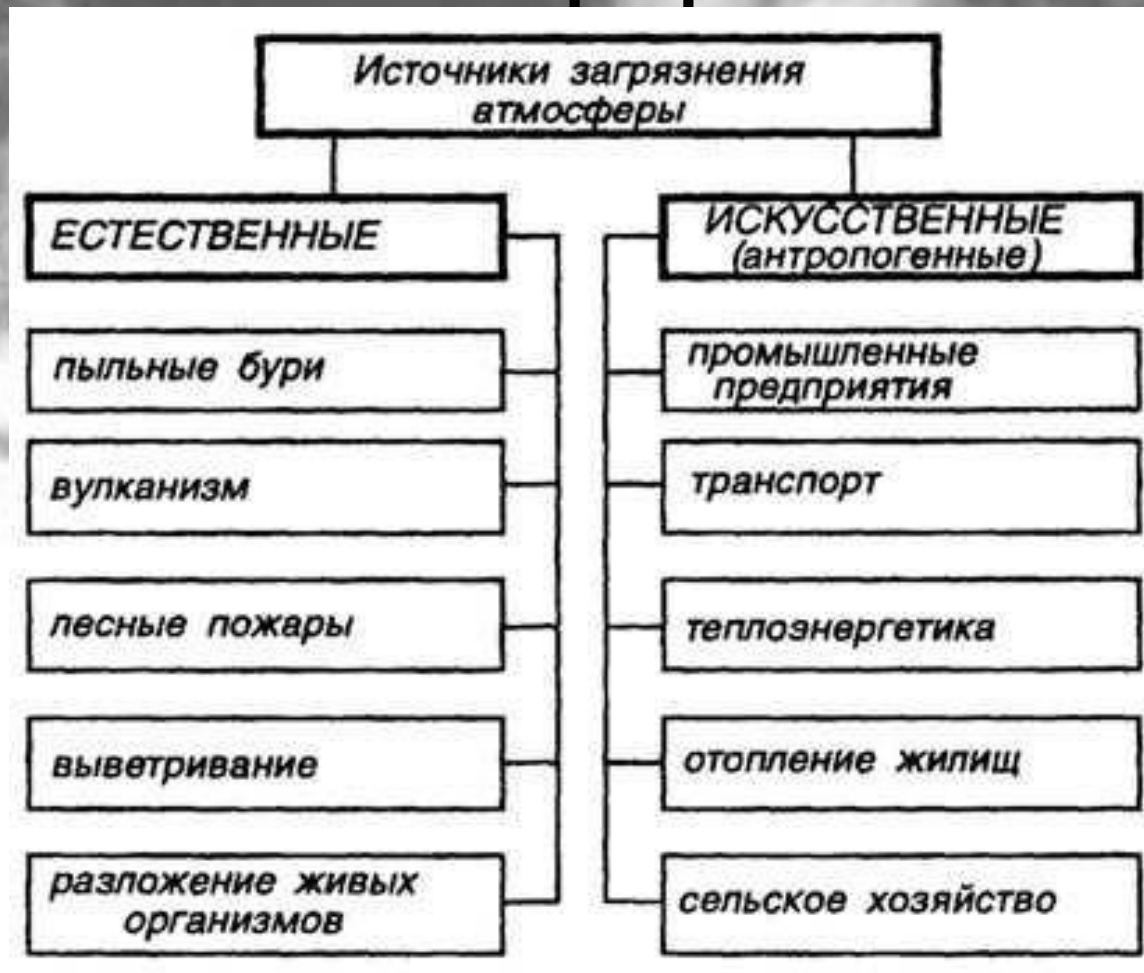 Источники загрязнения
атмосферы
ЕСТЕСТВЕННЫЕ
пыльные бури
вулканизм
лесные пожары
выветривание
разложение живых
организмов
ИСКУССТВЕННЫЕ
(антропогенные)
промышленные
предприятия
транспорт
теплоэнергетика
отопление жилищ
сельское хозяйство